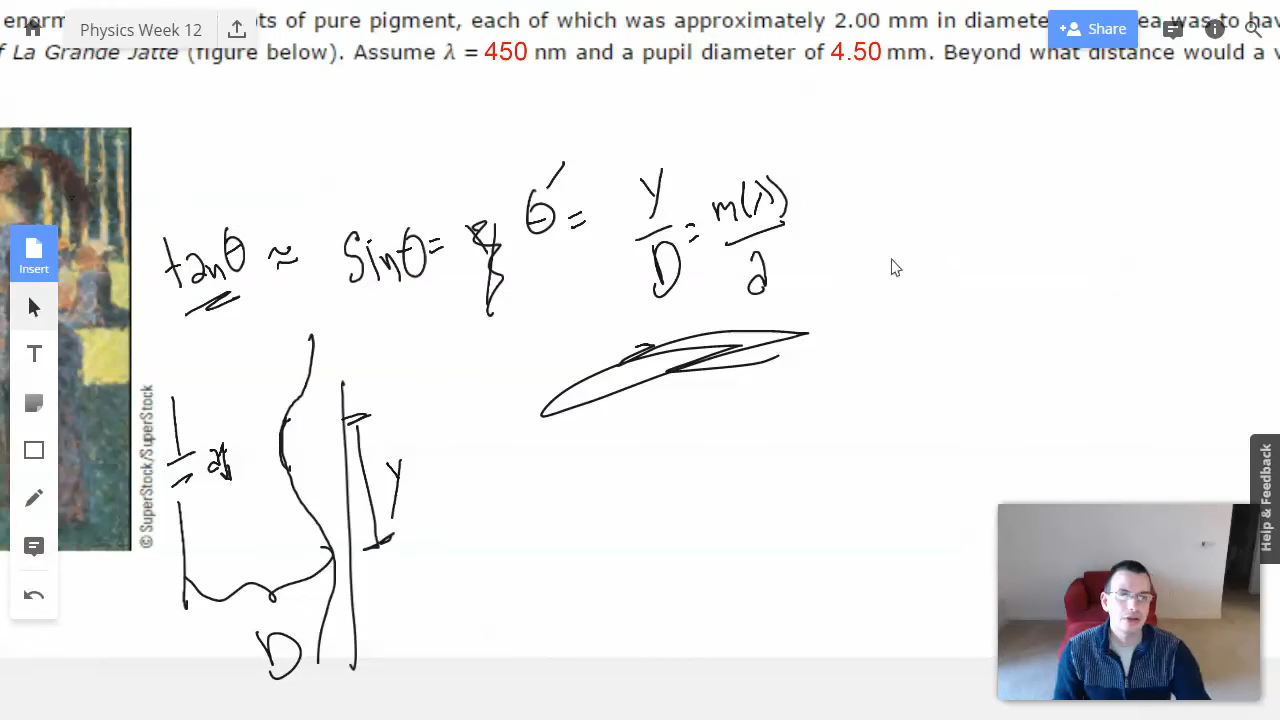 enorm
ts of pure pigment, each of which was approximately 2.00 mm in diamete
ea was to hav
Physics Week 12
Share
La Grande Jatte (figure below). Assume λ = 450 nm and a pupil diameter of 4.50 mm. Beyond what distance would a v
tanθ ≈ sinθ =
θ = y/D = m(λ)/a
Insert
T
y
D
© SuperStock/SuperStock
Help & Feedback